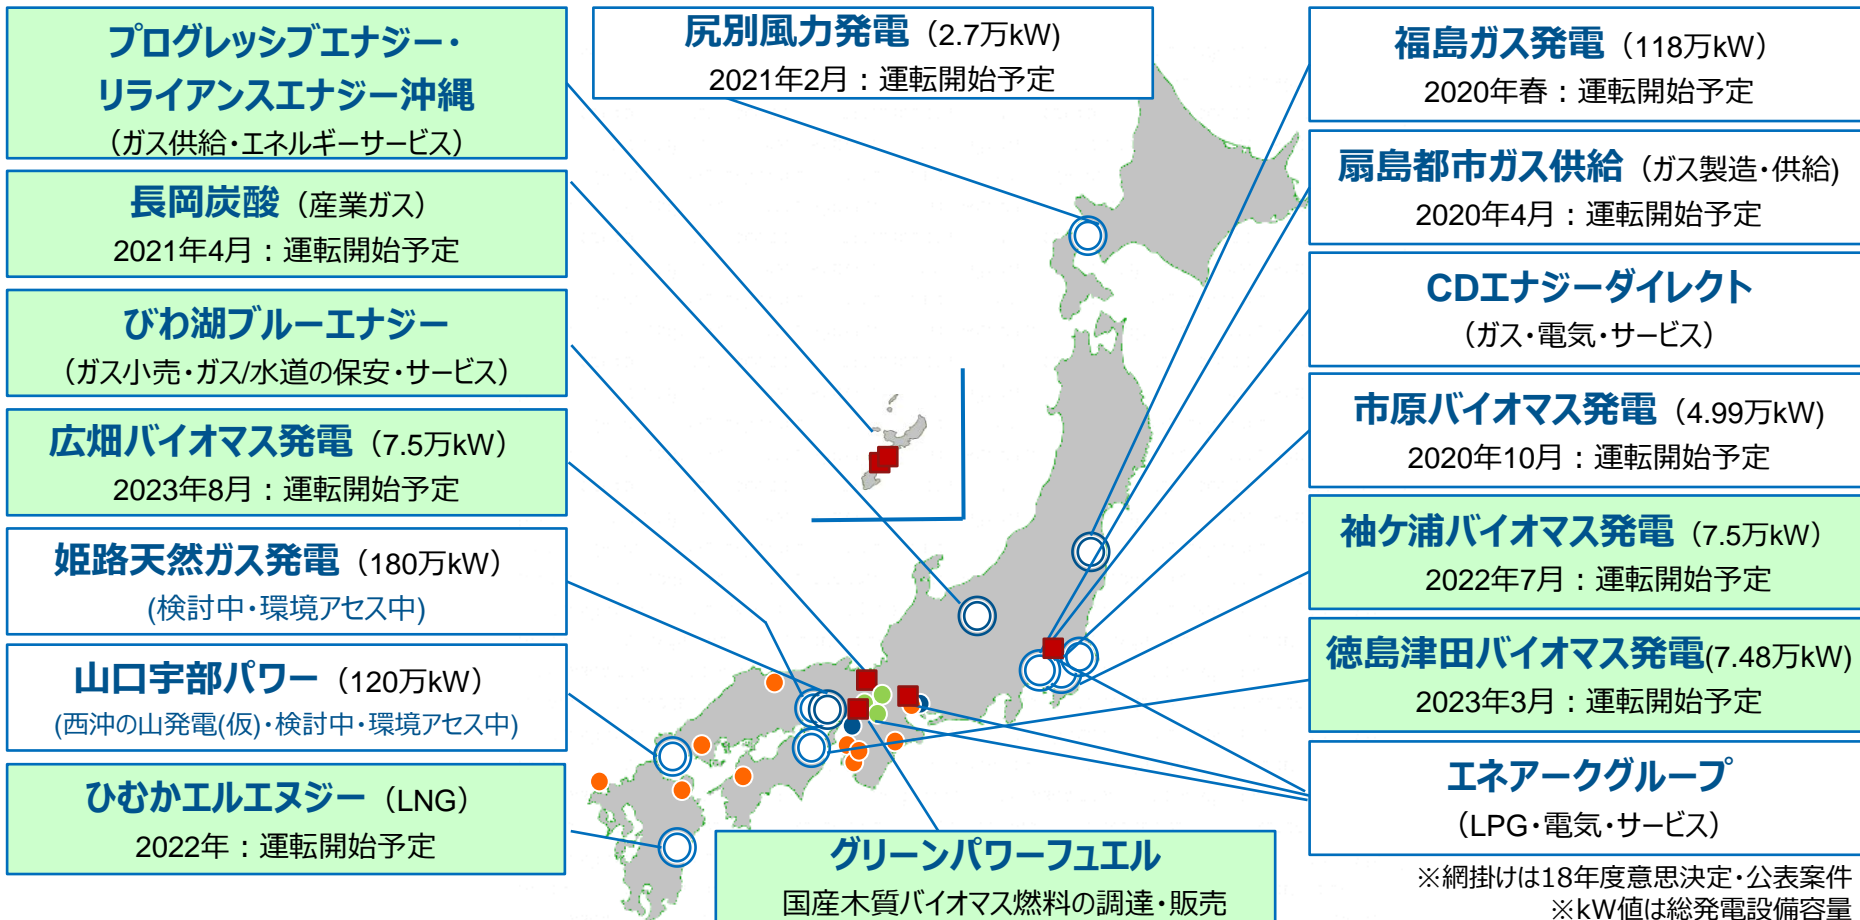 プログレッシブエナジー・
リライアンスエナジー沖縄
（ガス供給・エネルギーサービス）
長岡炭酸（産業ガス）
2021年4月：運転開始予定
びわ湖ブルーエナジー
（ガス小売・ガス/水道の保安・サービス）
広畑バイオマス発電（7.5万kW）
2023年8月：運転開始予定
姫路天然ガス発電（180万kW）
(検討中・環境アセス中)
山口宇部パワー（120万kW）
(西沖の山発電(仮)・検討中・環境アセス中)
ひむかエルエヌジー（LNG）
2022年：運転開始予定
尻別風力発電（2.7万kW)
2021年2月：運転開始予定
グリーンパワーフュエル
国産木質バイオマス燃料の調達・販売
福島ガス発電（118万kW）
2020年春：運転開始予定
扇島都市ガス供給（ガス製造・供給)
2020年4月：運転開始予定
CDエナジーダイレクト
（ガス・電気・サービス）
市原バイオマス発電（4.99万kW)
2020年10月：運転開始予定
袖ケ浦バイオマス発電（7.5万kW）
2022年7月：運転開始予定
徳島津田バイオマス発電(7.48万kW)
2023年3月：運転開始予定
エネアークグループ
（LPG・電気・サービス）
※網掛けは18年度意思決定・公表案件
※kW値は総発電設備容量